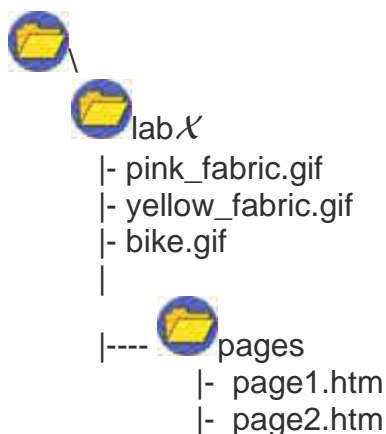 \
lab𝒳
|- pink_fabric.gif
|- yellow_fabric.gif
|- bike.gif
|
|---- pages
|- page1.htm
|- page2.htm